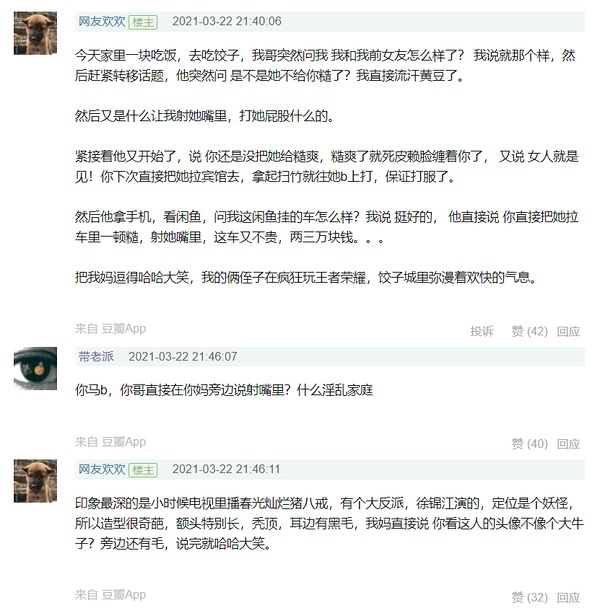 网友欢欢 楼主 2021-03-22 21:40:06
今天家里一块吃饭，去吃饺子，我哥突然问我 我和我前女友怎么样了？ 我说就那个样，然
后赶紧转移话题，他突然问 是不是她不给你糙了？我直接流汗黄豆了。
然后又是什么让我射她嘴里，打她屁股什么的。
紧接着他又开始了，说 你还是没把她给糙爽，糙爽了就死皮赖脸缠着你了， 又说 女人就是
见！你下次直接把她拉宾馆去，拿起扫竹就往她b上打，保证打服了。
然后他拿手机，看闲鱼，问我这闲鱼挂的车怎么样？我说 挺好的， 他直接说 你直接把她拉
车里一顿糙，射她嘴里，这车又不贵，两三万块钱。。。
把我妈逗得哈哈大笑，我的俩侄子在疯狂玩王者荣耀，饺子城里弥漫着欢快的气息。
来自 豆瓣App
投诉 赞 (42) 回应
带老派 2021-03-22 21:46:07
你马b，你哥直接在你妈旁边说射嘴里？什么淫乱家庭
来自 豆瓣App
赞 (40) 回应
网友欢欢 楼主 2021-03-22 21:46:11
印象最深的是小时候电视里播春光灿烂猪八戒，有个大反派，徐锦江演的，定位是个妖怪，
所以造型很奇葩，额头特别长，秃顶，耳边有黑毛，我妈直接说 你看这人的头像不像个大牛
子？旁边还有毛，说完就哈哈大笑。
来自 豆瓣App
赞 (32) 回应